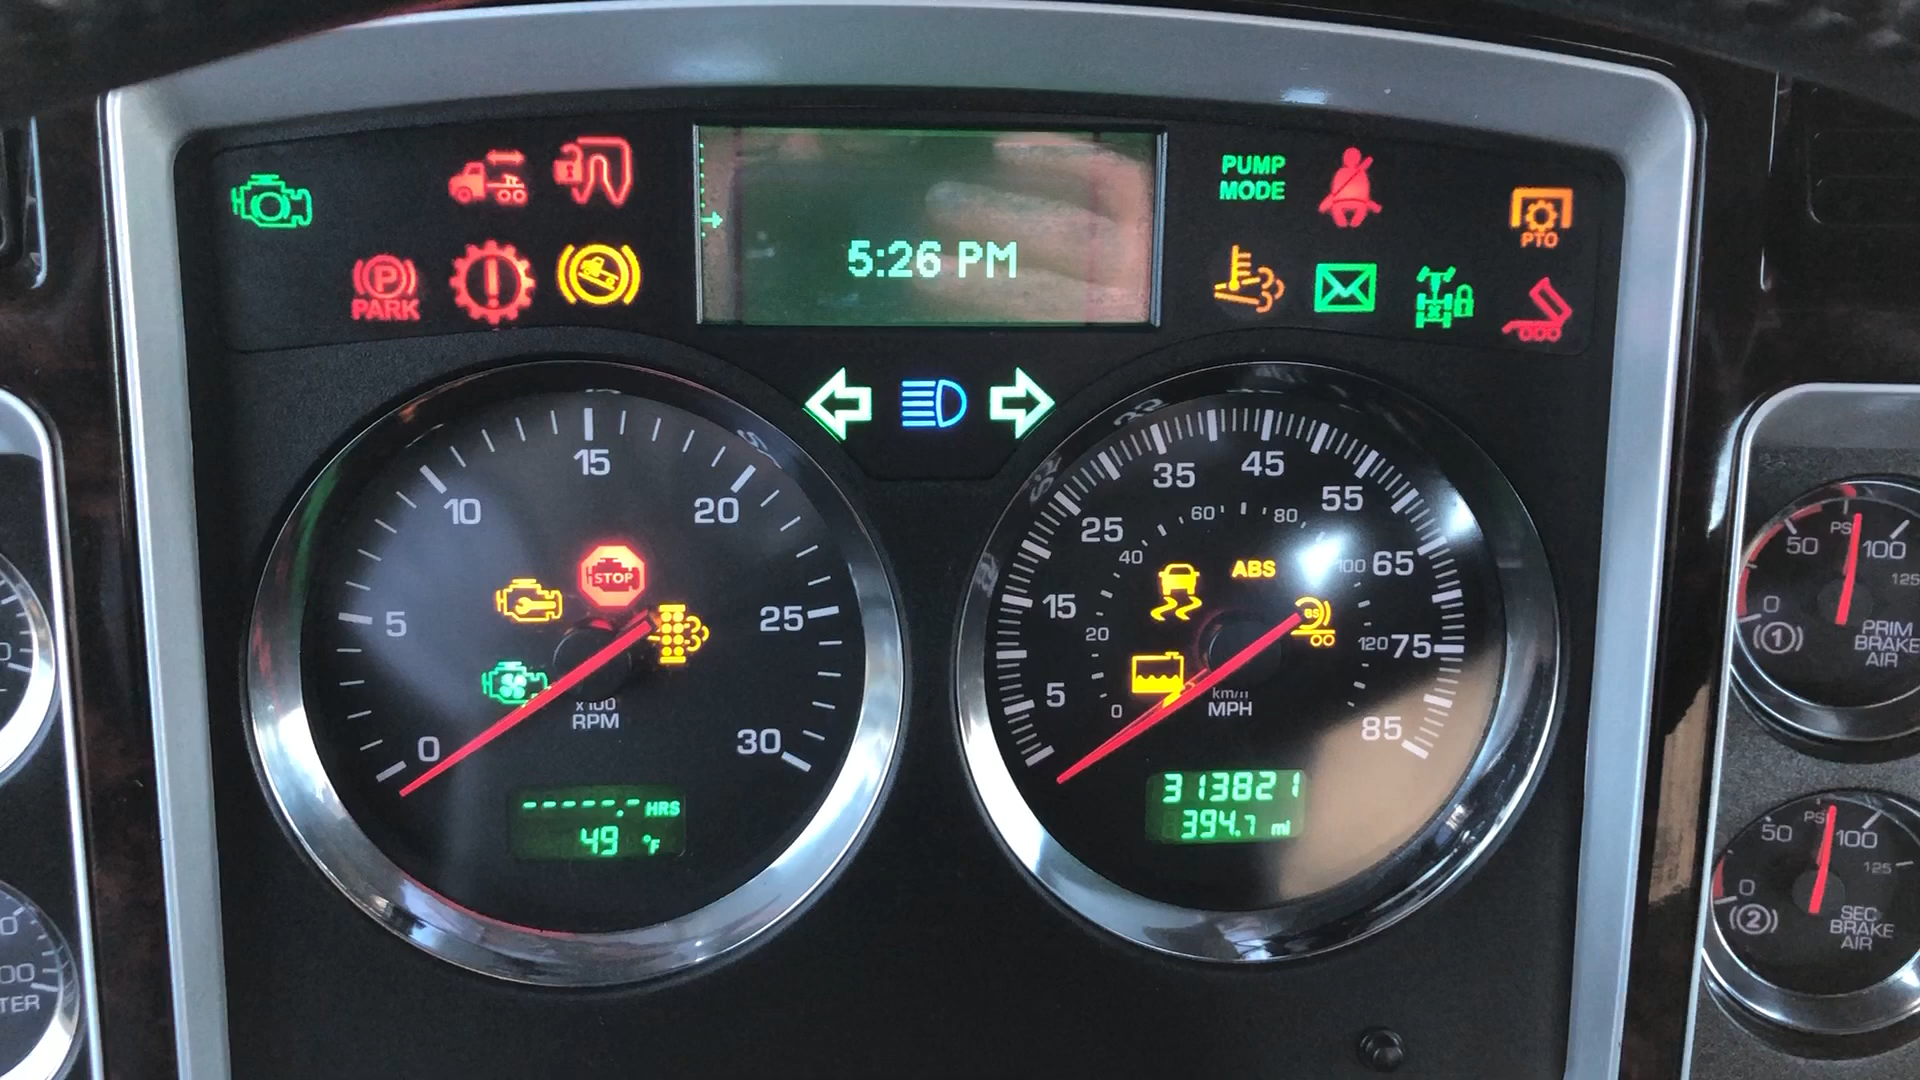 PUMP
MODE
5:26 PM
P
PARK
PTO
15
10
20
5
25
STOP
0
30
x100
RPM
-----.- HRS
49 °F
45
35
55
25
65
60
80
40
100
15
ABS
BS
20
120
75
5
0
km/h
MPH
85
313821
394.7 mi
PSI
50
100
125
0
(1)
PRIM
BRAKE
AIR
PSI
50
100
125
0
(2)
SEC
BRAKE
AIR